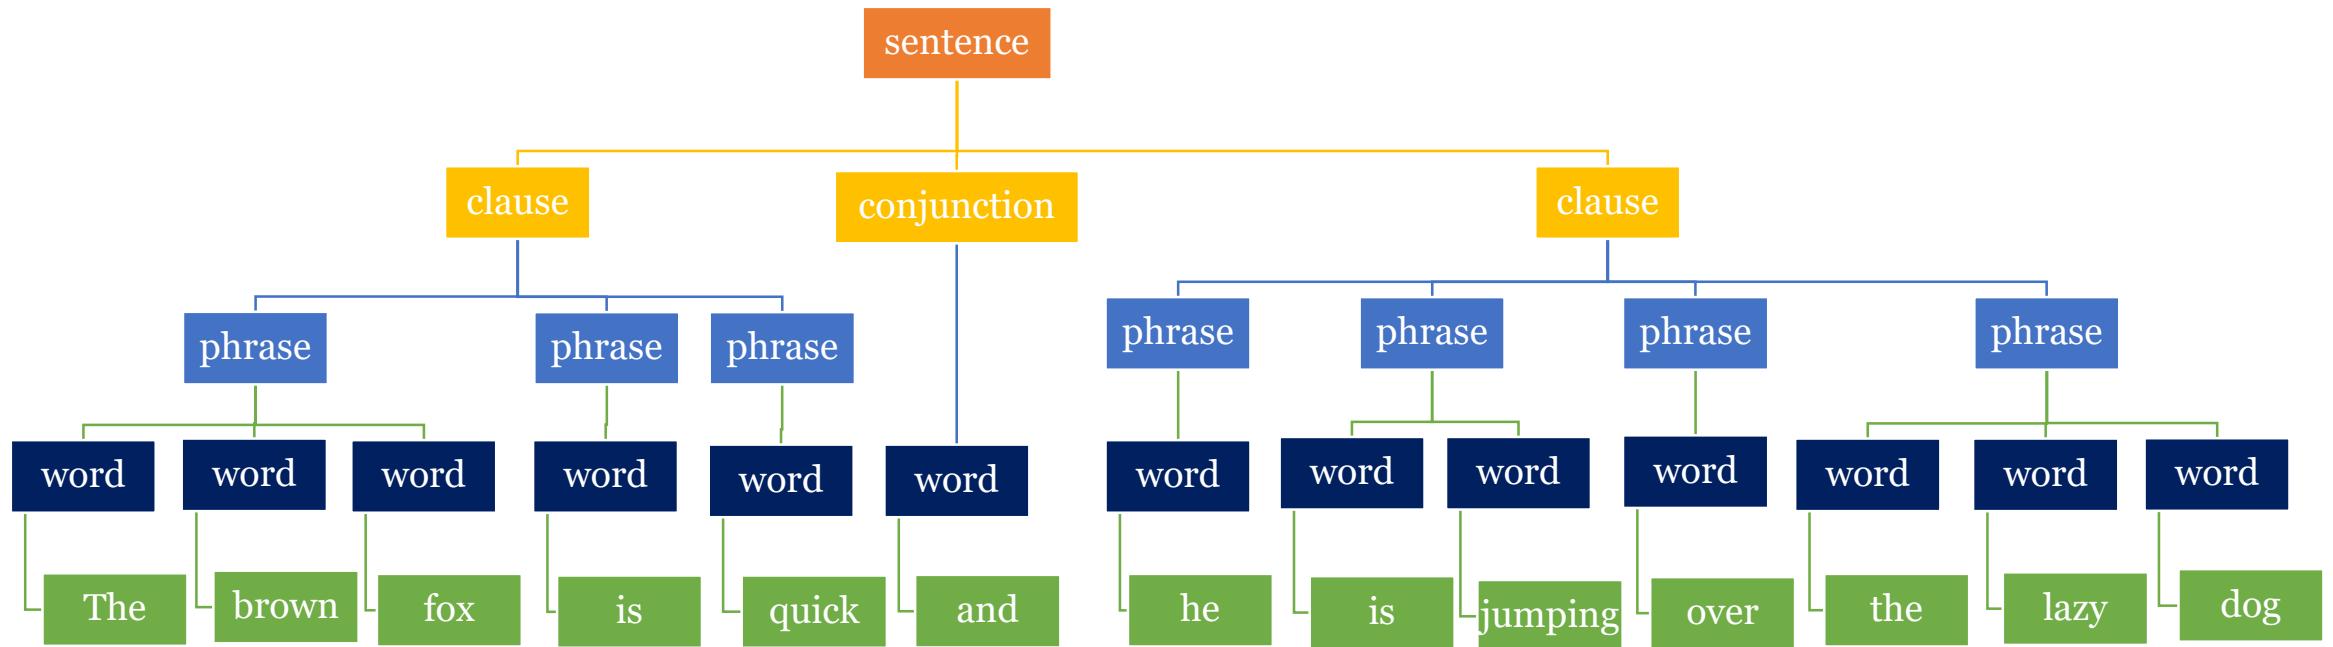 sentence
clause conjunction clause
phrase phrase phrase phrase phrase phrase phrase
word word word word word word word word word word word word word
The brown fox is quick and he is jumping over the lazy dog